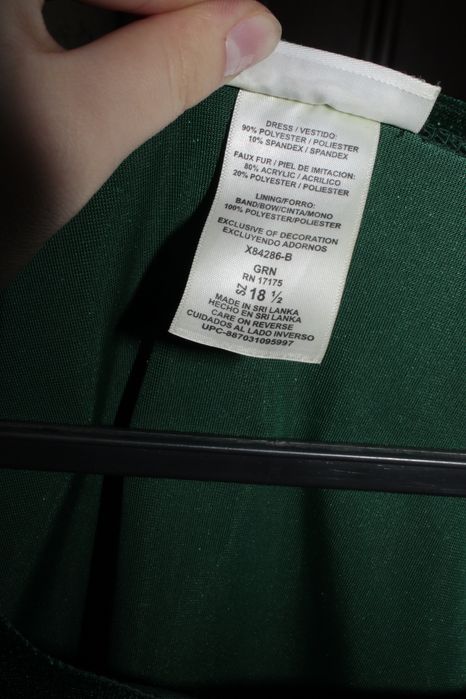 DRESS / VESTIDO:
90% POLYESTER / POLIESTER
10% SPANDEX / SPANDEX
FAUX FUR / PIEL DE IMITACION:
80% ACRYLIC / ACRILICO
20% POLYESTER / POLIESTER
LINING/FORRO:
BAND/BOW/CINTA/MONO
100% POLYESTER/POLIESTER
EXCLUSIVE OF DECORATION
EXCLUYENDO ADORNOS
X84286-B
GRN
RN 17175
SZ 18 ½
MADE IN SRI LANKA
HECHO EN SRI LANKA
CARE ON REVERSE
CUIDADOS AL LADO INVERSO
UPC-887031095997